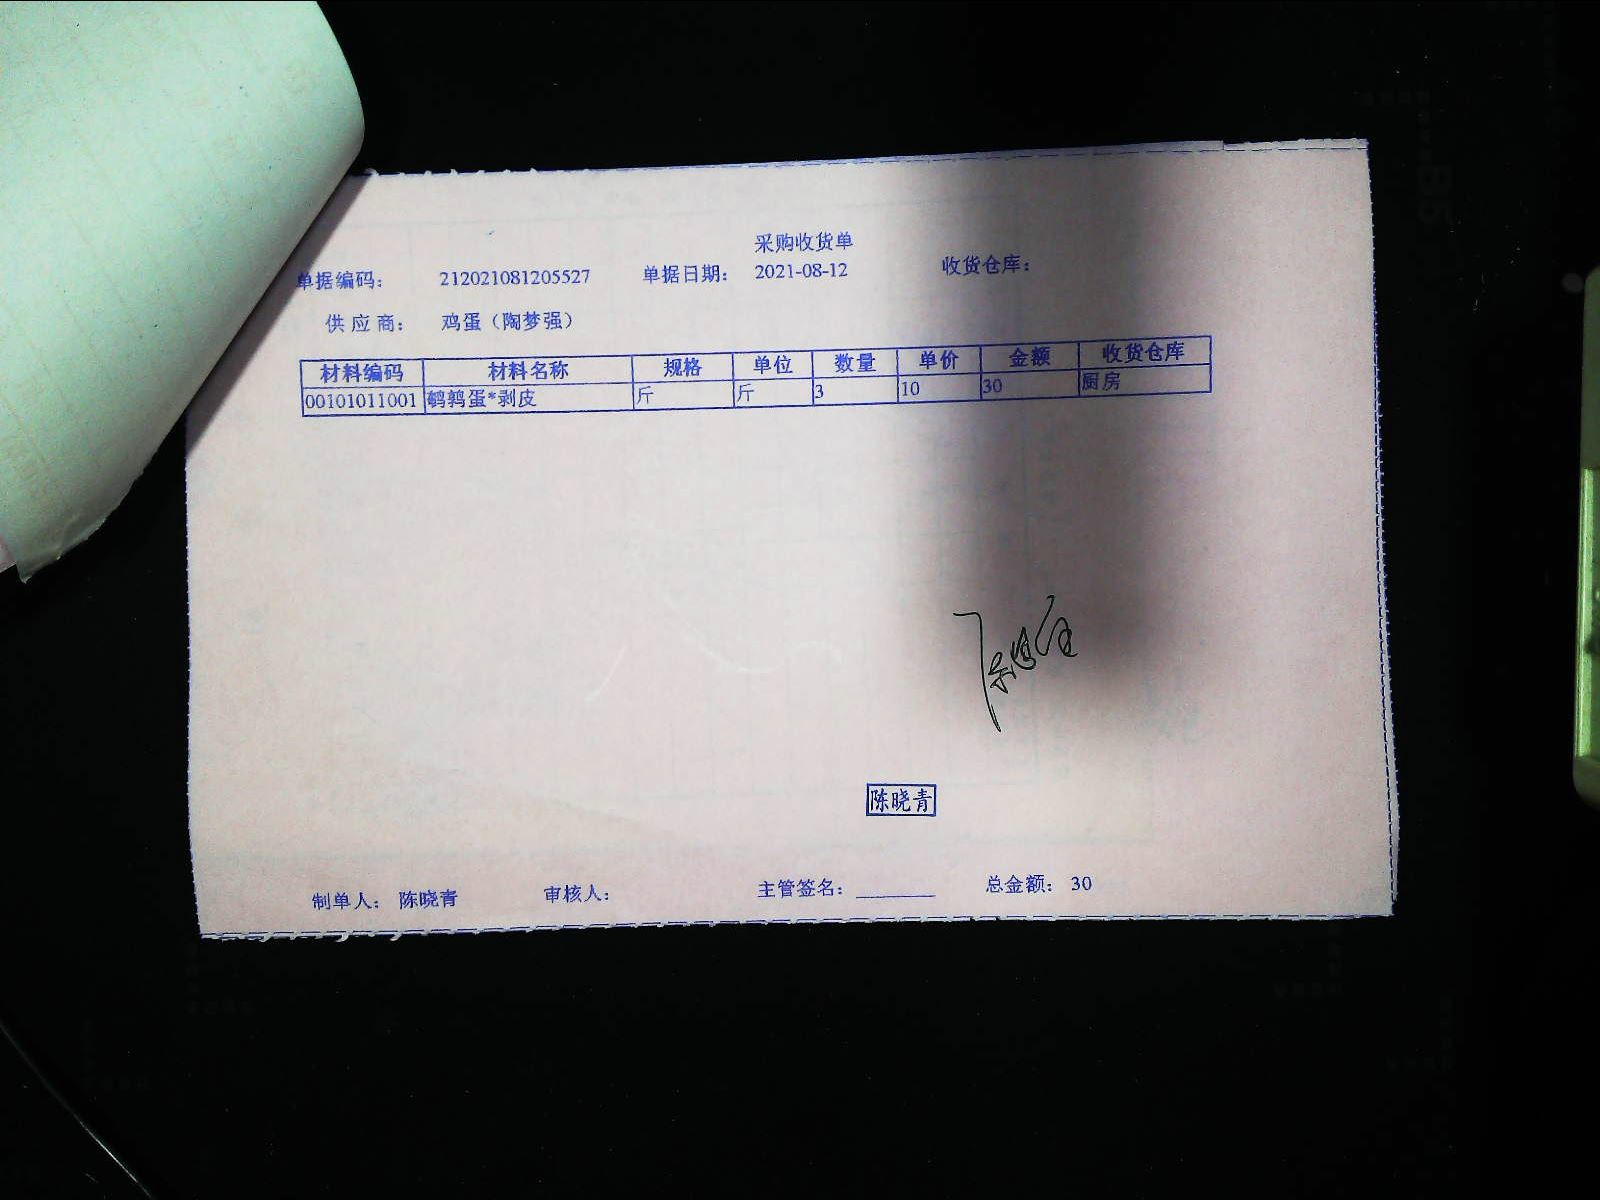 采购收货单
单据编码： 212021081205527 单据日期： 2021-08-12 收货仓库：
供应商： 鸡蛋（陶梦强）
材料编码 材料名称 规格 单位 数量 单价 金额 收货仓库
00101011001 鹌鹑蛋*剥皮 斤 斤 3 10 30 厨房
陈晓青
制单人： 陈晓青 审核人： 主管签名： ________ 总金额： 30